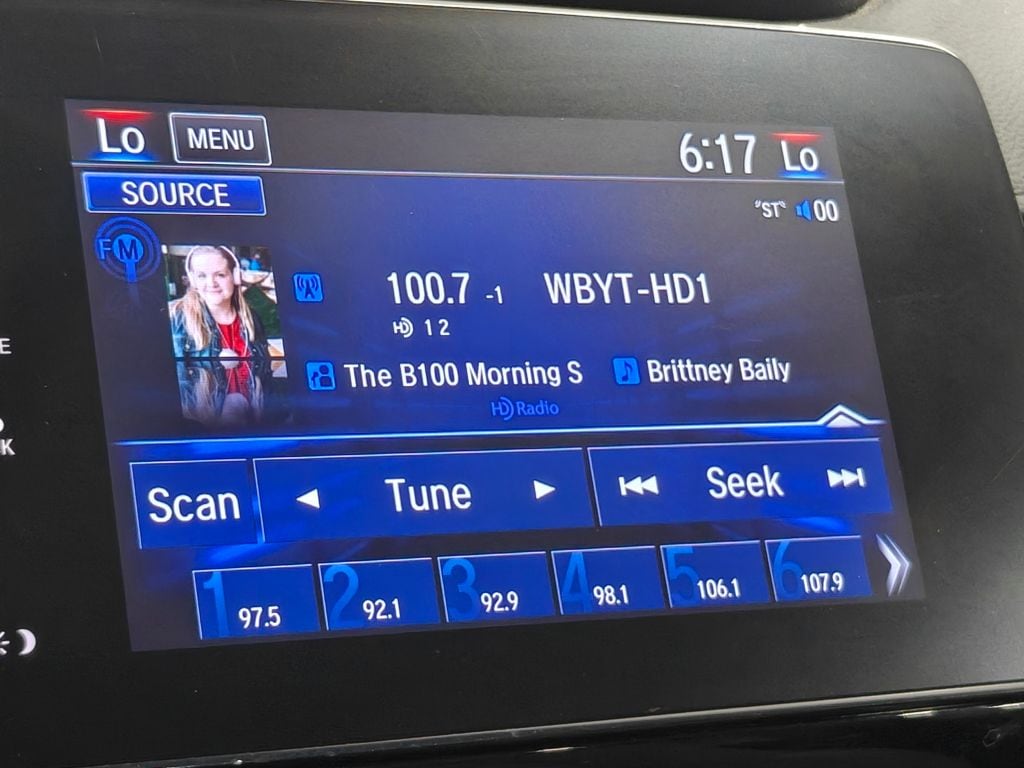 Lo MENU 6:17 Lo
SOURCE
"ST" 00
FM
100.7 -1 WBYT-HD1
HD 1 2
The B100 Morning S Brittney Baily
HD Radio
Scan Tune Seek
1 97.5 2 92.1 3 92.9 4 98.1 5 106.1 6 107.9
E
K